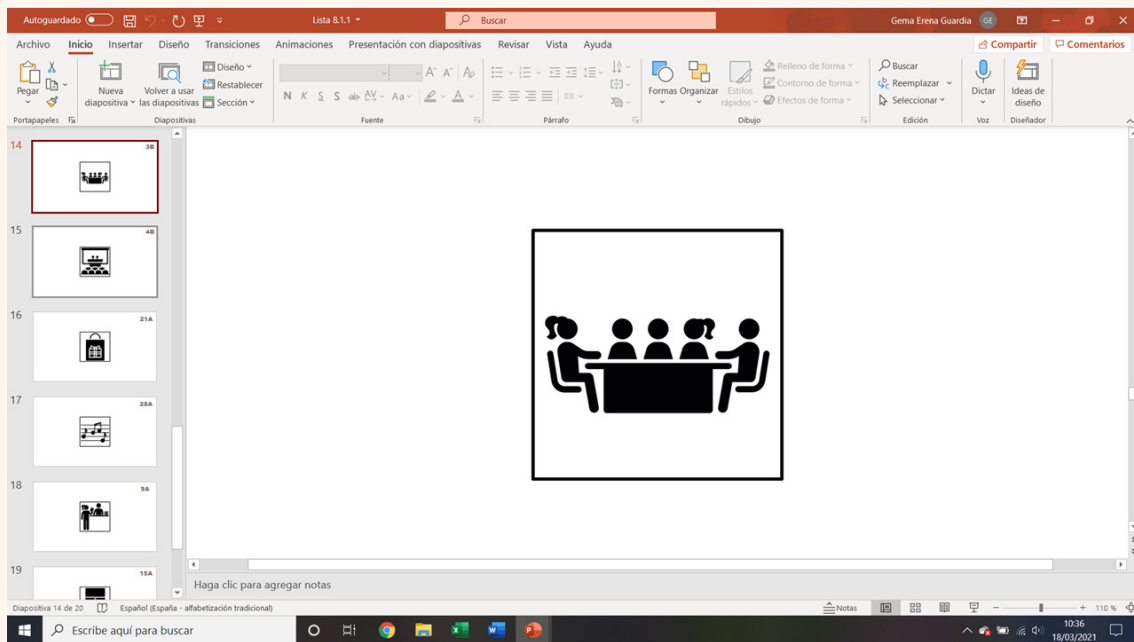 Autoguardado
Lista 8.1.1
Buscar
Gema Erena Guardia
GE
Archivo Inicio Insertar Diseño Transiciones Animaciones Presentación con diapositivas Revisar Vista Ayuda
Compartir
Comentarios
Pegar
Nueva diapositiva
Volver a usar las diapositivas
Diseño
Restablecer
Sección
N K S S ab AV Aa A
A A A
Formas
Organizar
Estilos rápidos
Relleno de forma
Contorno de forma
Efectos de forma
Buscar
Reemplazar
Seleccionar
Dictar
Ideas de diseño
Portapapeles Diapositivas Fuente Párrafo Dibujo Edición Voz Diseñador
14
3B
15
4B
16
21A
17
28A
18
9A
19
15A
Haga clic para agregar notas
Diapositiva 14 de 20 Español (España - alfabetización tradicional) Notas 110 %
Escribe aquí para buscar
10:36
18/03/2021